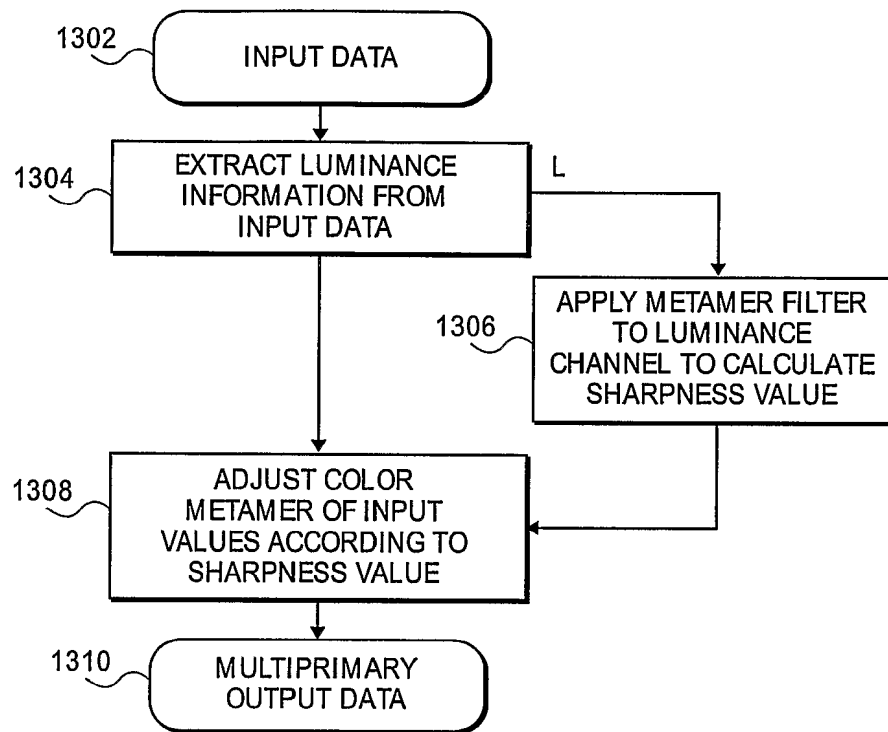 1302
INPUT DATA
1304
EXTRACT LUMINANCE
INFORMATION FROM
INPUT DATA
L
1306
APPLY METAMER FILTER
TO LUMINANCE
CHANNEL TO CALCULATE
SHARPNESS VALUE
1308
ADJUST COLOR
METAMER OF INPUT
VALUES ACCORDING TO
SHARPNESS VALUE
1310
MULTIPRIMARY
OUTPUT DATA